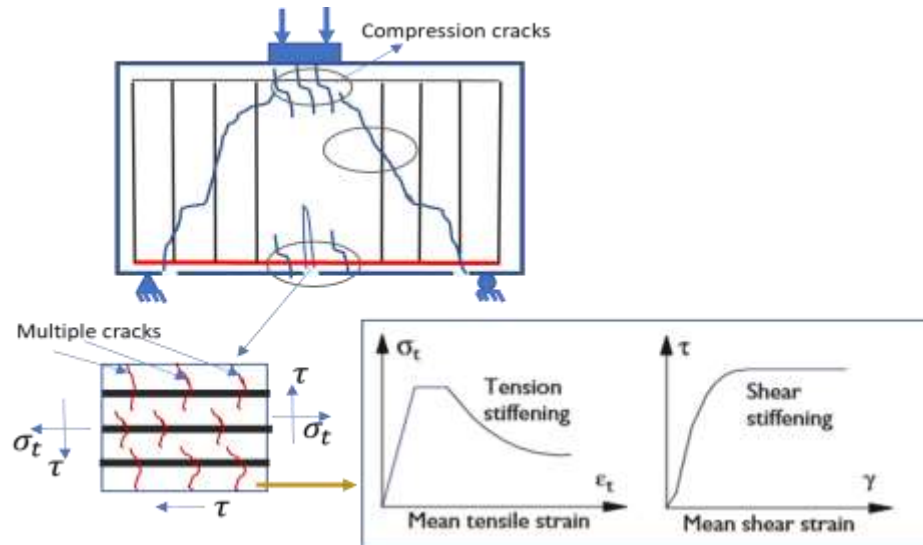 Compression cracks
Multiple cracks
τ
σt
τ
σt
τ
σt
Tension
stiffening
εt
Mean tensile strain
τ
Shear
stiffening
γ
Mean shear strain